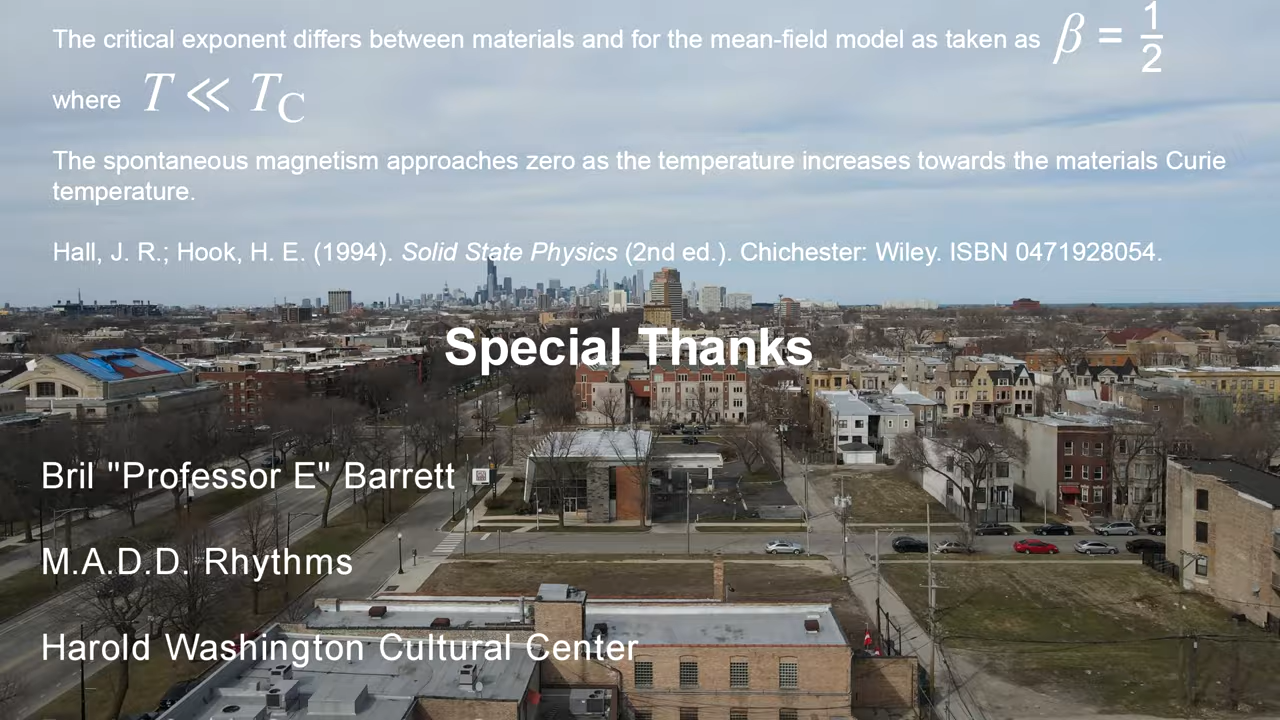 The critical exponent differs between materials and for the mean-field model as taken as β = 1/2
where T ≪ T_C
The spontaneous magnetism approaches zero as the temperature increases towards the materials Curie
temperature.
Hall, J. R.; Hook, H. E. (1994). Solid State Physics (2nd ed.). Chichester: Wiley. ISBN 0471928054.
Special Thanks
Bril "Professor E" Barrett
M.A.D.D. Rhythms
Harold Washington Cultural Center